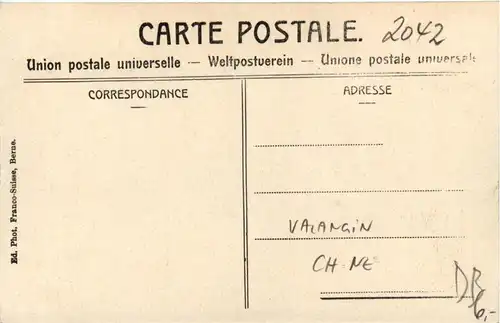 CARTE POSTALE. 2042
Union postale universelle — Weltpostverein — Unione postale universale
CORRESPONDANCE
ADRESSE
Ed. Phot. Franco-Suisse, Berne.
VALANGIN
CH-NE
DB
6,-